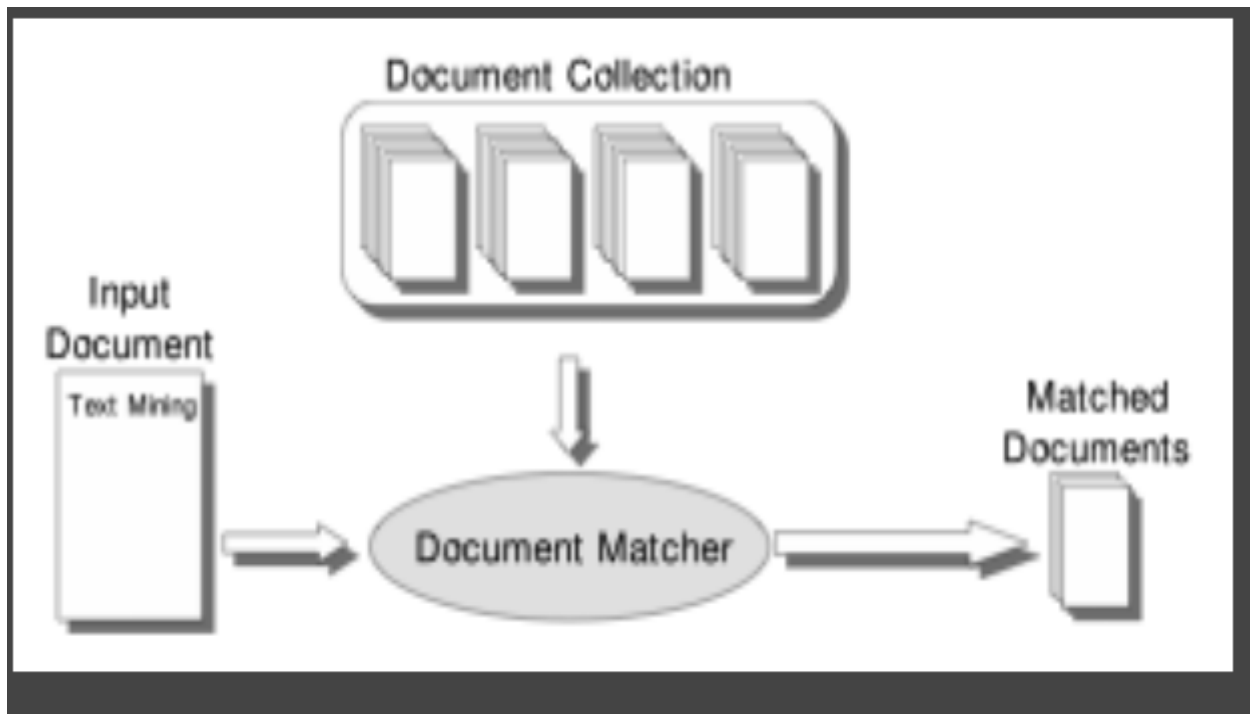 Document Collection
Input
Document
Text Mining
Matched
Documents
Document Matcher